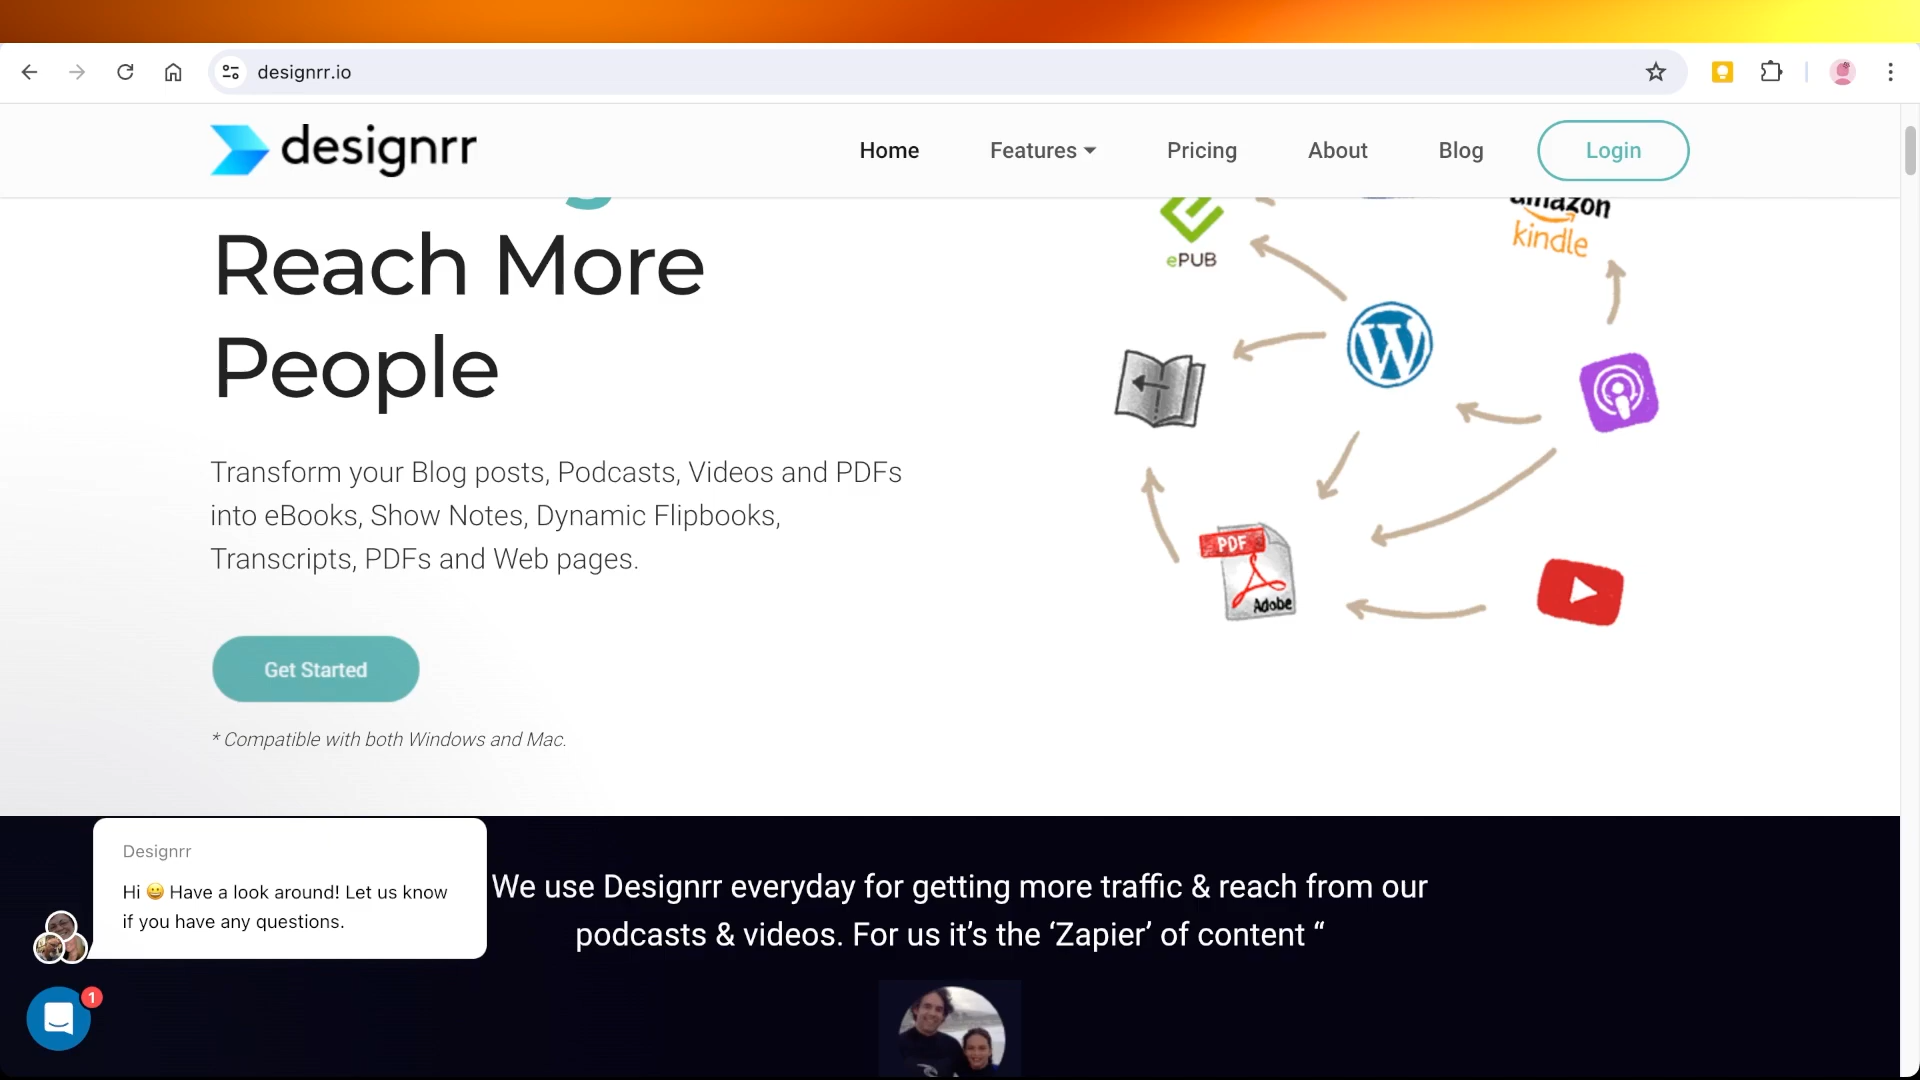 designrr.io
designrr
Home
Features
Pricing
About
Blog
Login
Reach More
People
Transform your Blog posts, Podcasts, Videos and PDFs
into eBooks, Show Notes, Dynamic Flipbooks,
Transcripts, PDFs and Web pages.
Get Started
* Compatible with both Windows and Mac.
ePUB
amazon
kindle
PDF
Adobe
Designrr
Hi 😀 Have a look around! Let us know
if you have any questions.
1
We use Designrr everyday for getting more traffic & reach from our
podcasts & videos. For us it’s the ‘Zapier’ of content “